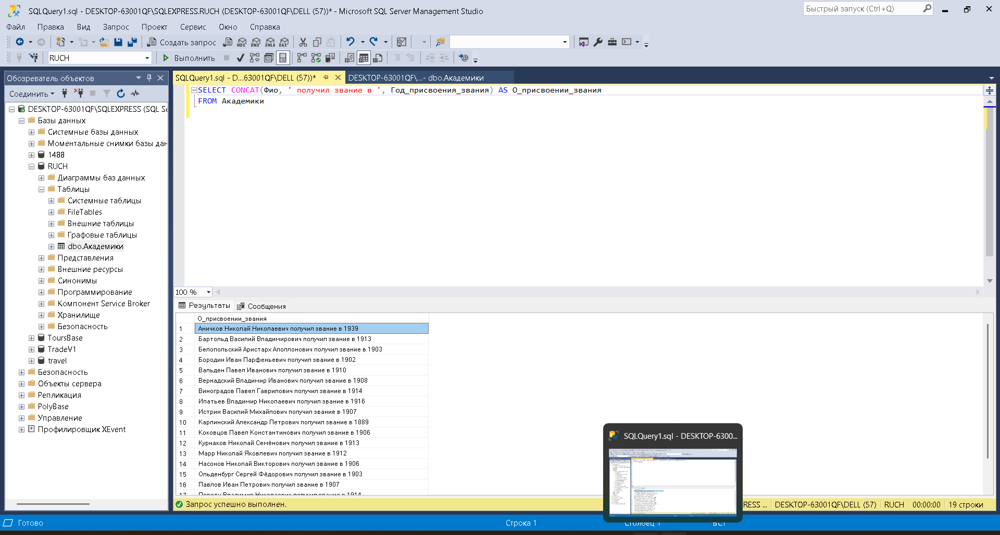 SQLQuery1.sql - DESKTOP-63001QF\SQLEXPRESS.RUCH (DESKTOP-63001QF\DELL (57))* - Microsoft SQL Server Management Studio
Быстрый запуск (Ctrl+Q)
Файл Правка Вид Запрос Проект Сервис Окно Справка
Создать запрос MDX DMX XMLA DAX
RUCH Выполнить
Обозреватель объектов
Соединить
DESKTOP-63001QF\SQLEXPRESS (SQL Se
Базы данных
Системные базы данных
Моментальные снимки базы дан
1488
RUCH
Диаграммы баз данных
Таблицы
Системные таблицы
FileTables
Внешние таблицы
Графовые таблицы
dbo.Академики
Представления
Внешние ресурсы
Синонимы
Программирование
Компонент Service Broker
Хранилище
Безопасность
ToursBase
TradeV1
travel
Безопасность
Объекты сервера
Репликация
PolyBase
Управление
Профилировщик XEvent
SQLQuery1.sql - D...63001QF\DELL (57))* DESKTOP-63001QF\...- dbo.Академики
SELECT CONCAT(Фио, ' получил звание в ', Год_присвоения_звания) AS О_присвоении_звания
FROM Академики
100 %
Результаты Сообщения
О_присвоении_звания
1 Аничков Николай Николаевич получил звание в 1939
2 Бартольд Василий Владимирович получил звание в 1913
3 Белопольский Аристарх Аполлонович получил звание в 1903
4 Бородин Иван Парфеньевич получил звание в 1902
5 Вальден Павел Иванович получил звание в 1910
6 Вернадский Владимир Иванович получил звание в 1908
7 Виноградов Павел Гаврилович получил звание в 1914
8 Ипатьев Владимир Николаевич получил звание в 1916
9 Истрин Василий Михайлович получил звание в 1907
10 Карпинский Александр Петрович получил звание в 1889
11 Коковцов Павел Константинович получил звание в 1906
12 Курнаков Николай Семёнович получил звание в 1913
13 Марр Николай Яковлевич получил звание в 1912
14 Насонов Николай Викторович получил звание в 1906
15 Ольденбург Сергей Фёдорович получил звание в 1903
16 Павлов Иван Петрович получил звание в 1907
17 Владимир Николаевич получил звание в 1914
SQLQuery1.sql - DESKTOP-6300...
Запрос успешно выполнен. RESS ... DESKTOP-63001QF\DELL (57) RUCH 00:00:00 19 строки
Готово Строка 1 Столбец 1 ВСТ